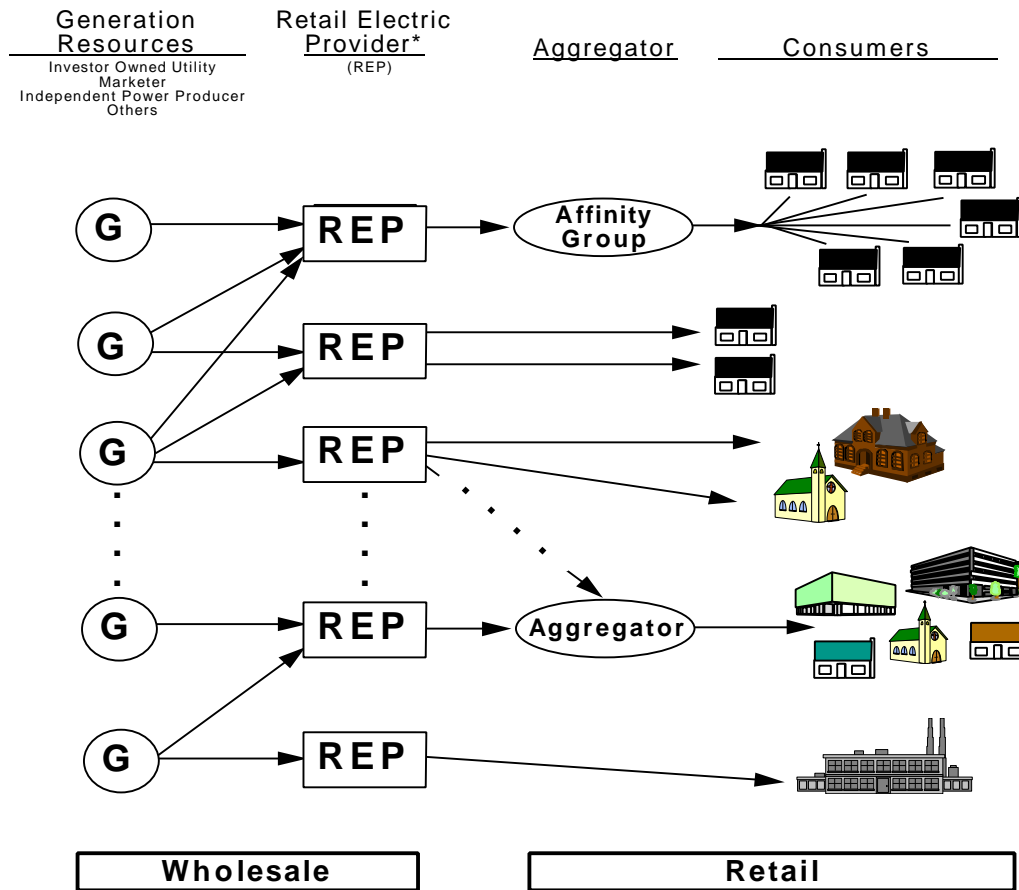 Generation
Resources
Investor Owned Utility
Marketer
Independent Power Producer
Others
Retail Electric
Provider*
(REP)
Aggregator
Consumers
G
REP
Affinity
Group
G
REP
G
REP
G
REP
Aggregator
G
REP
Wholesale
Retail